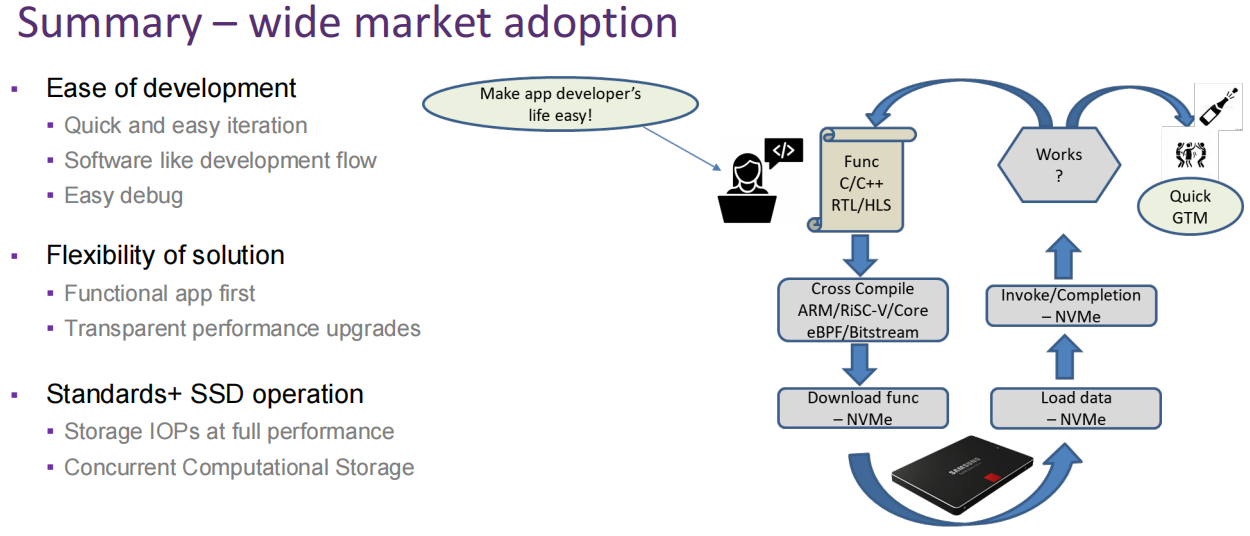 Summary – wide market adoption
Ease of development
Quick and easy iteration
Software like development flow
Easy debug
Flexibility of solution
Functional app first
Transparent performance upgrades
Standards+ SSD operation
Storage IOPs at full performance
Concurrent Computational Storage
Make app developer's
life easy!
</>
Func
C/C++
RTL/HLS
Cross Compile
ARM/RiSC-V/Core
eBPF/Bitstream
Download func
– NVMe
SAMSUNG
Load data
– NVMe
Invoke/Completion
– NVMe
Works
?
Quick
GTM